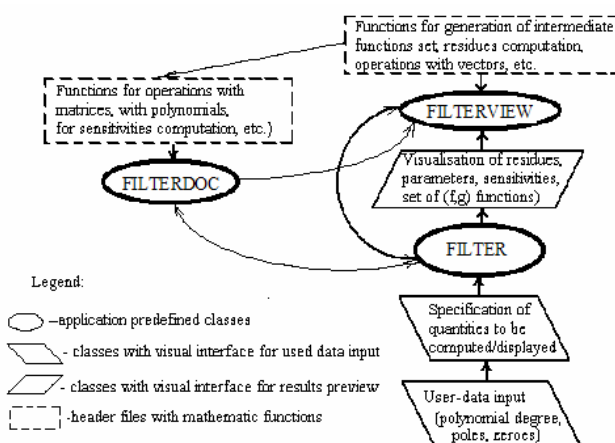 Functions for generation of intermediate
functions set, residues computation,
operations with vectors, etc.
Functions for operations with
matrices, with polynomials,
for sensitivities computation, etc.)
FILTERVIEW
FILTERDOC
Visualisation of residues,
parameters, sensitivities,
set of (f,g) functions)
FILTER
Legend:
–application predefined classes
- classes with visual interface for used data input
- classes with visual interface for results preview
-header files with mathematic functions
Specification of
quantities to be
computed/displayed
User-data input
(polynomial degree,
poles, zeroes)